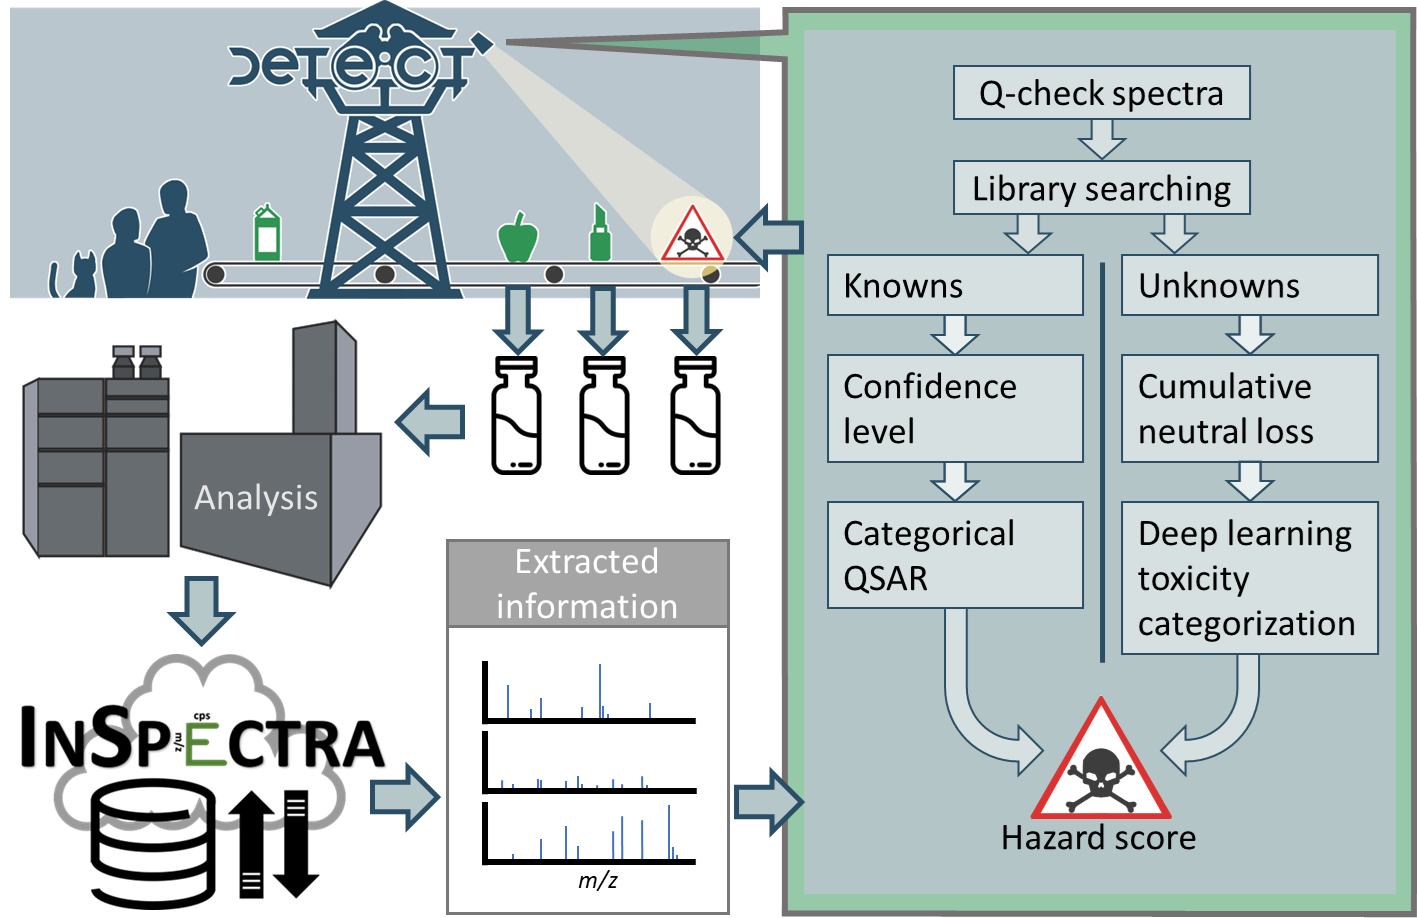 DeTeCT
Q-check spectra
Library searching
Knowns
Unknowns
Confidence
level
Cumulative
neutral loss
Categorical
QSAR
Deep learning
toxicity
categorization
Hazard score
Analysis
Extracted
information
m/z
cps
m/z
INSPECTRA